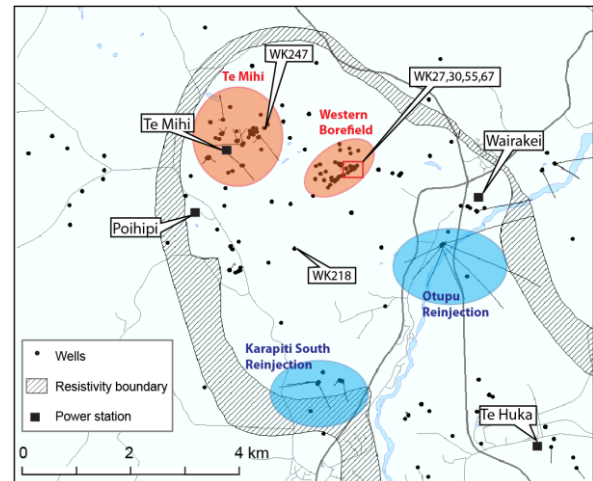 WK247
Te Mihi
WK27,30,55,67
Te Mihi
Western
Borefield
Wairakei
Poihipi
WK218
Otupu
Reinjection
Karapiti South
Reinjection
Wells
Resistivity boundary
Power station
Te Huka
0 2 4 km